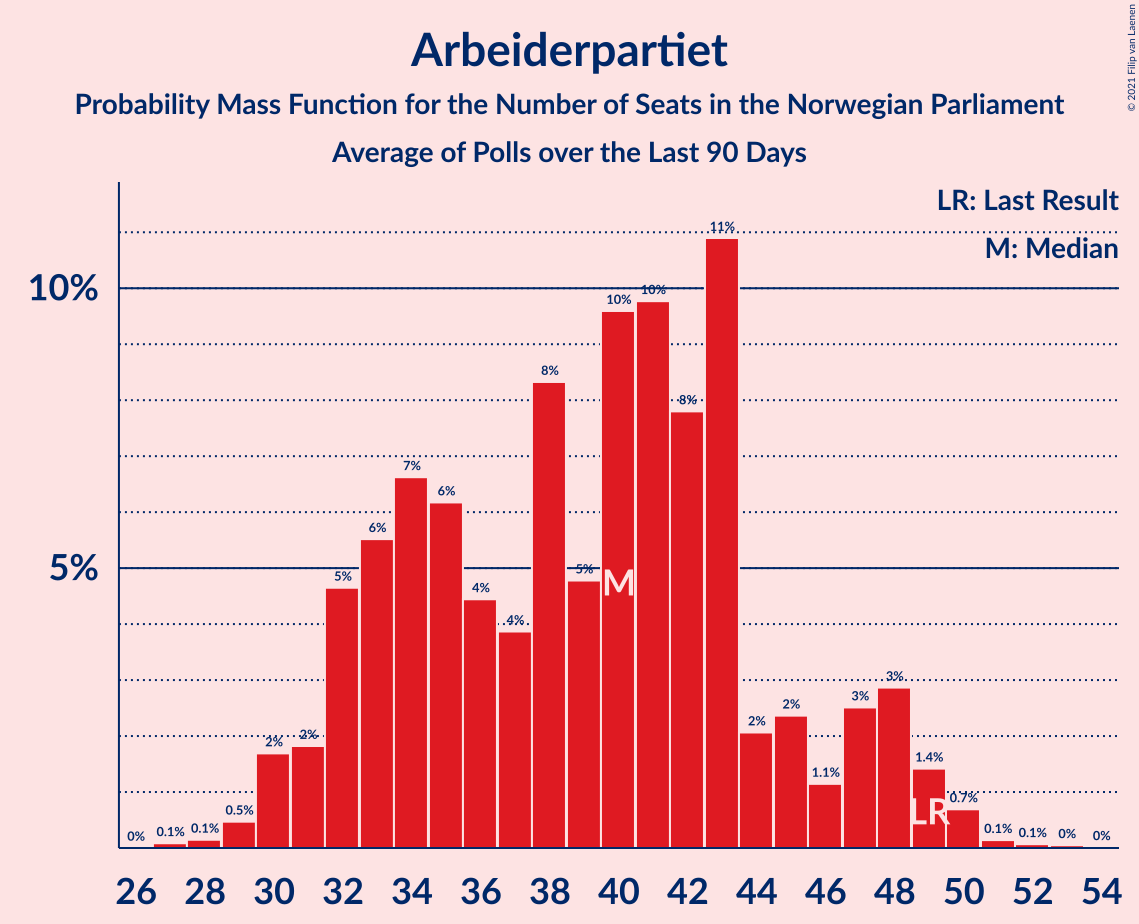 Arbeiderpartiet
Probability Mass Function for the Number of Seats in the Norwegian Parliament
Average of Polls over the Last 90 Days
© 2021 Filip van Laenen
LR: Last Result
M: Median
10%
5%
0% 0.1% 0.1% 0.5% 2% 2% 5% 6% 7% 6% 4% 4% 8% 5% 10% 10% 8% 11% 2% 2% 1.1% 3% 3% 1.4% 0.7% 0.1% 0.1% 0% 0%
M
LR
26 28 30 32 34 36 38 40 42 44 46 48 50 52 54